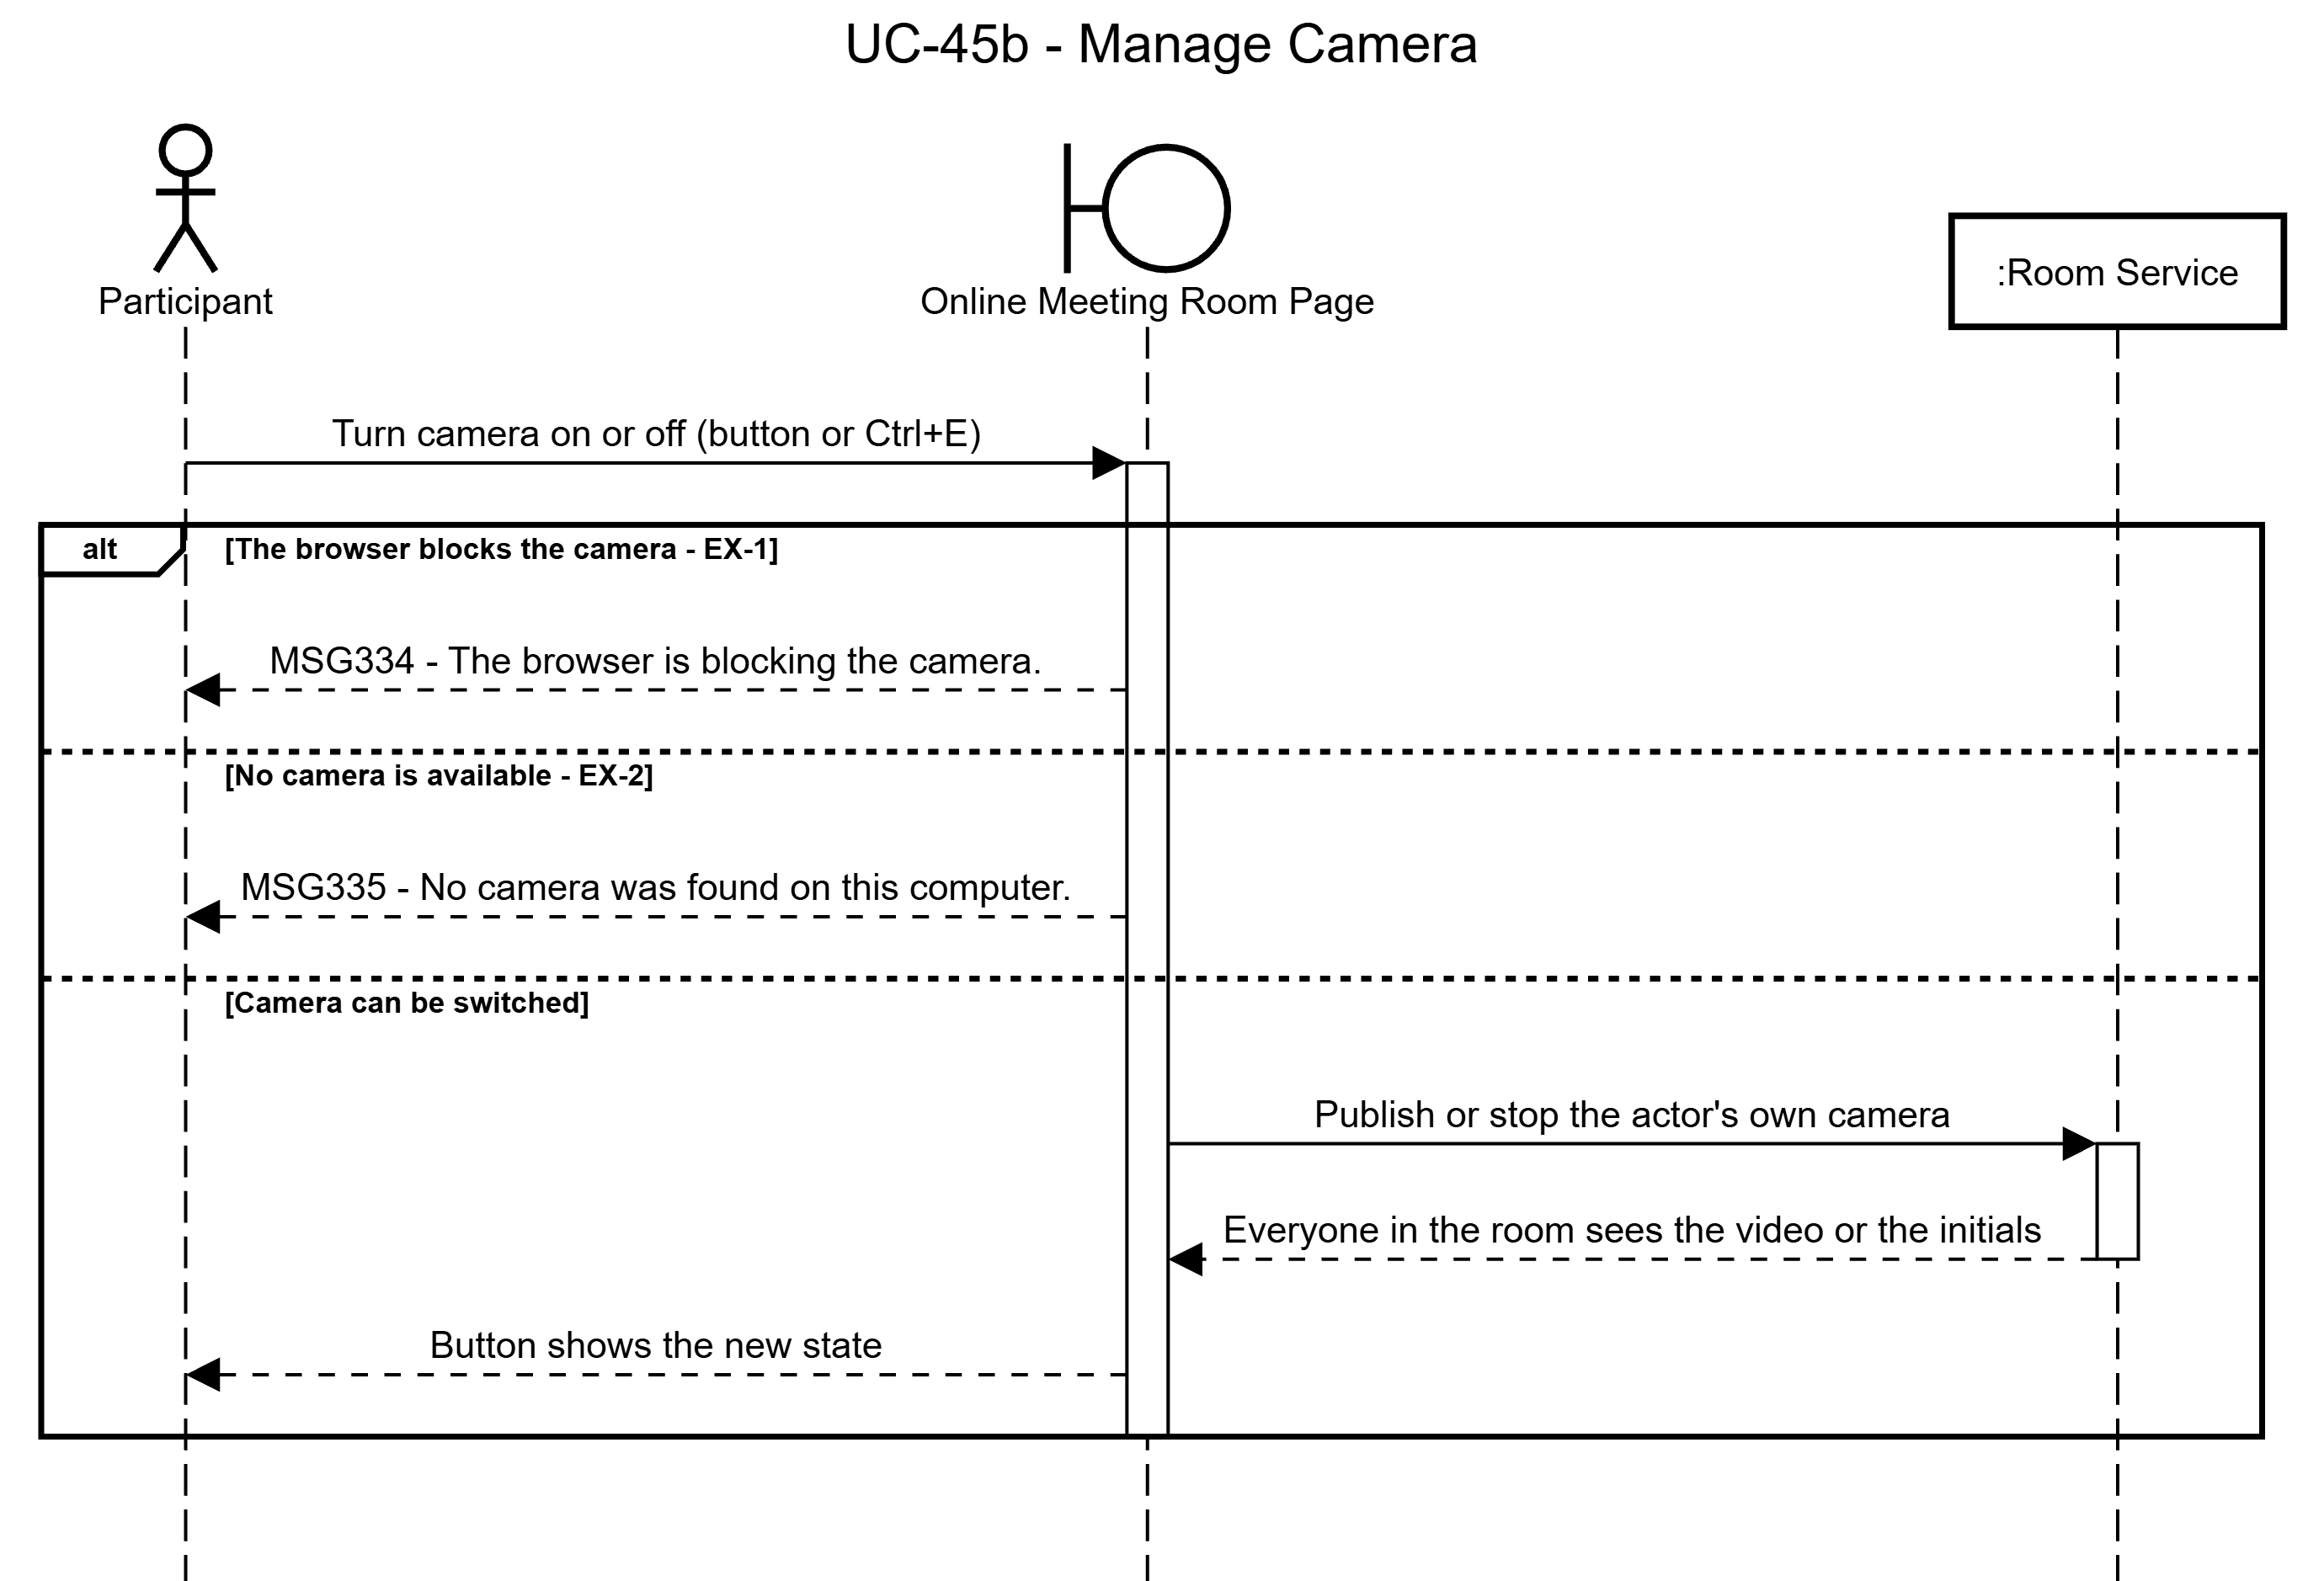 UC-45b - Manage Camera
Participant
Online Meeting Room Page
:Room Service
Turn camera on or off (button or Ctrl+E)
alt
[The browser blocks the camera - EX-1]
MSG334 - The browser is blocking the camera.
[No camera is available - EX-2]
MSG335 - No camera was found on this computer.
[Camera can be switched]
Publish or stop the actor's own camera
Everyone in the room sees the video or the initials
Button shows the new state